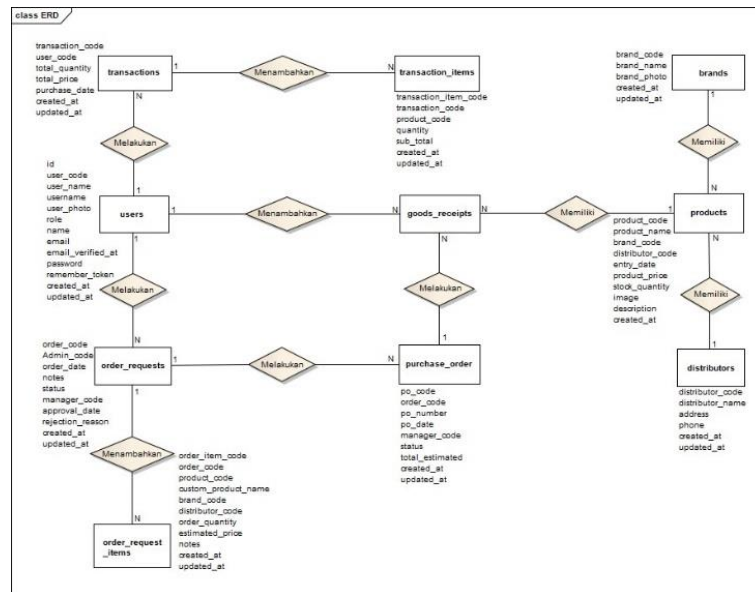 class ERD
transaction_code
user_code
total_quantity
total_price
purchase_date
created_at
updated_at
transactions
1
Menambahkan
N
transaction_items
transaction_item_code
transaction_code
product_code
quantity
sub_total
created_at
updated_at
brand_code
brand_name
brand_photo
created_at
updated_at
brands
1
Memiliki
N
N
Melakukan
1
id
user_code
user_name
username
user_photo
role
name
email
email_verified_at
password
remember_token
created_at
updated_at
users
1
Menambahkan
N
goods_receipts
N
Memiliki
1
products
product_code
product_name
brand_code
distributor_code
entry_date
product_price
stock_quantity
image
description
created_at
1
Melakukan
N
N
Melakukan
1
N
Memiliki
1
order_code
Admin_code
order_date
notes
status
manager_code
approval_date
rejection_reason
created_at
updated_at
order_requests
1
Melakukan
N
purchase_order
po_code
order_code
po_number
po_date
manager_code
status
total_estimated
created_at
updated_at
distributors
distributor_code
distributor_name
address
phone
created_at
updated_at
1
Menambahkan
N
order_item_code
order_code
product_code
custom_product_name
brand_code
distributor_code
order_quantity
estimated_price
notes
created_at
updated_at
order_request
_items